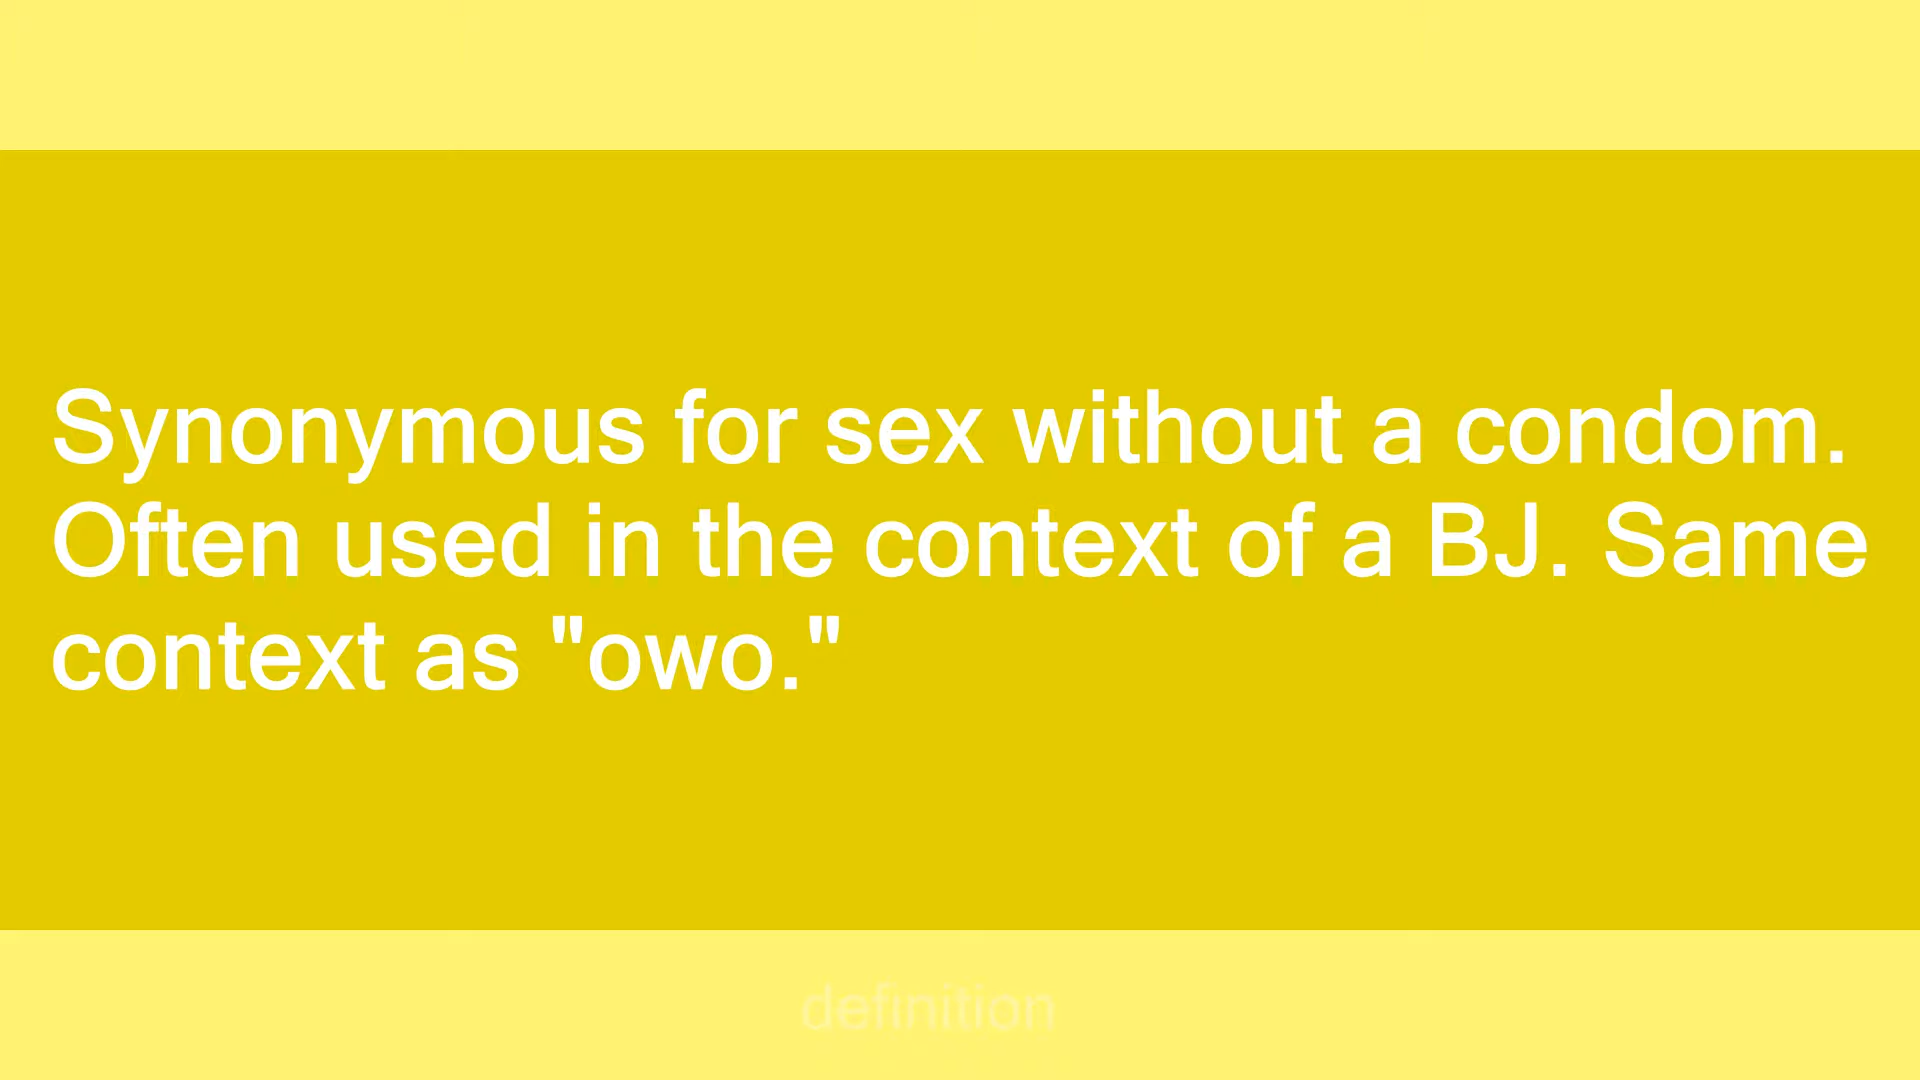 Synonymous for sex without a condom.
Often used in the context of a BJ. Same
context as "owo."
definition